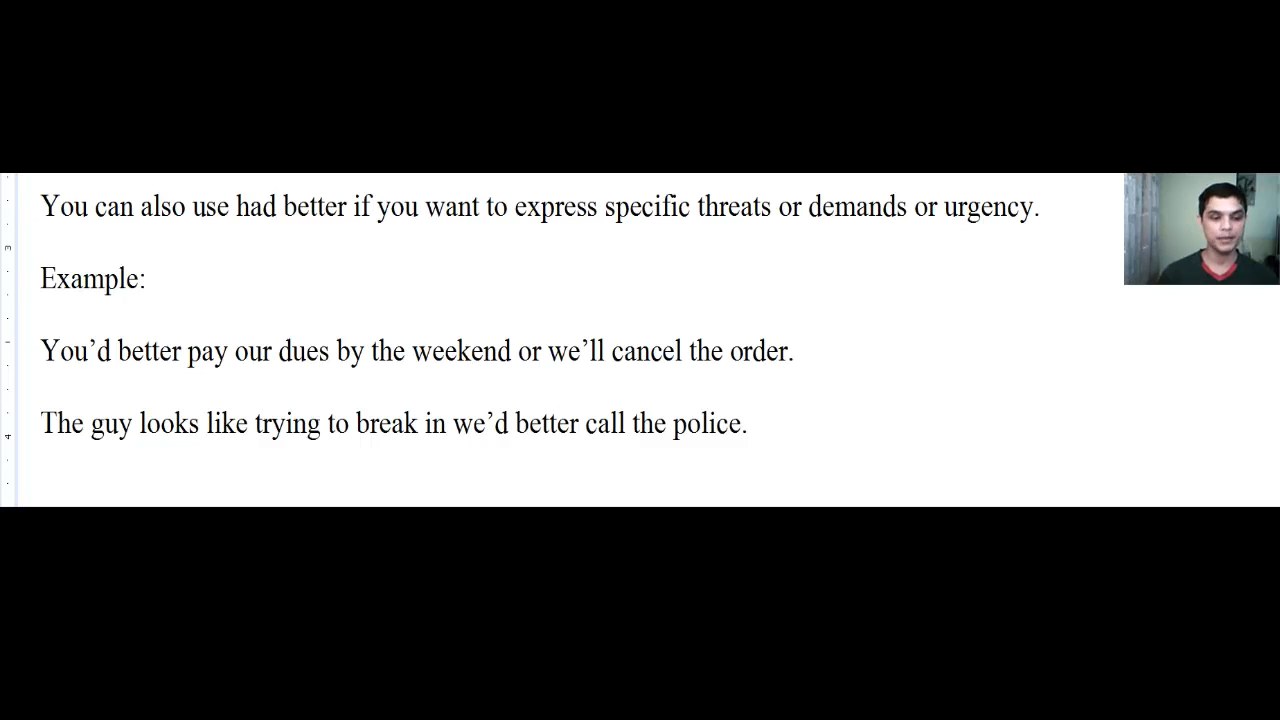 You can also use had better if you want to express specific threats or demands or urgency.
Example:
You’d better pay our dues by the weekend or we’ll cancel the order.
The guy looks like trying to break in we’d better call the police.
3
4